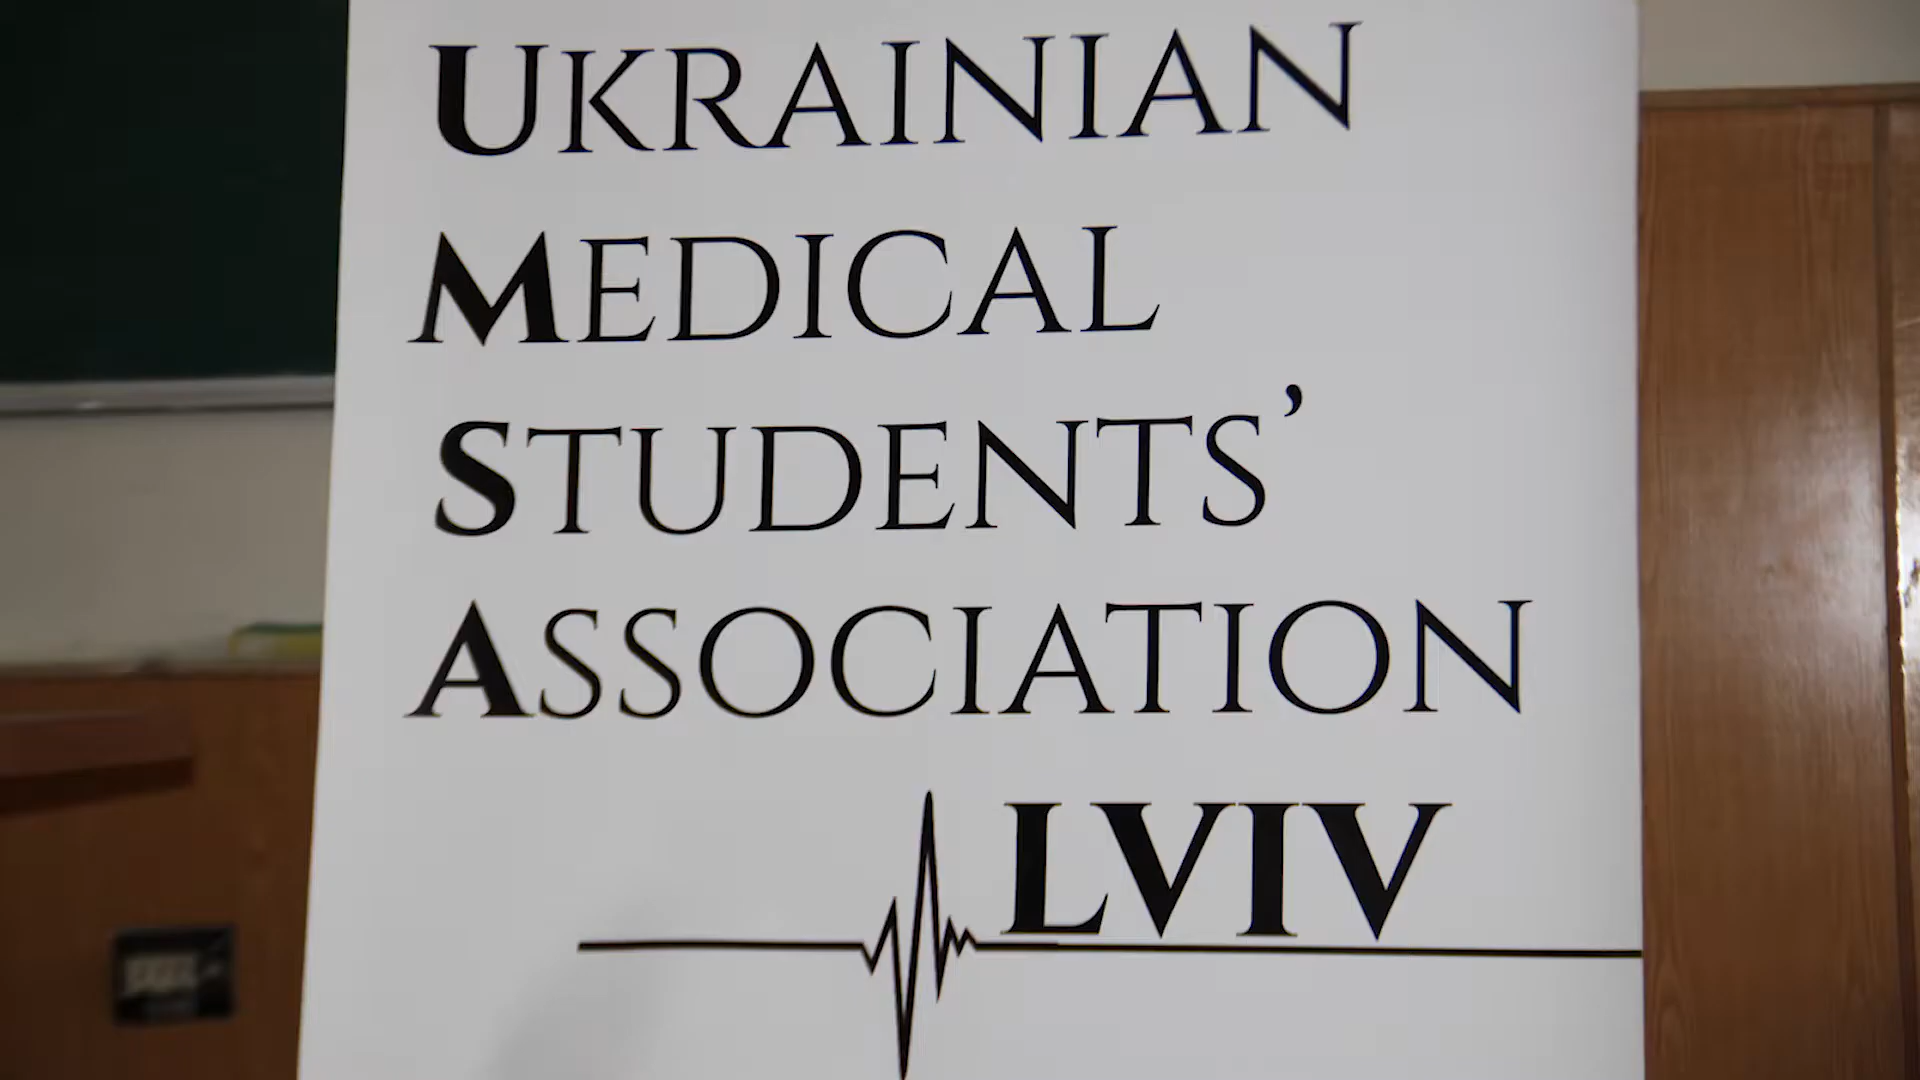 UKRAINIAN
MEDICAL
STUDENTS’
ASSOCIATION
LVIV